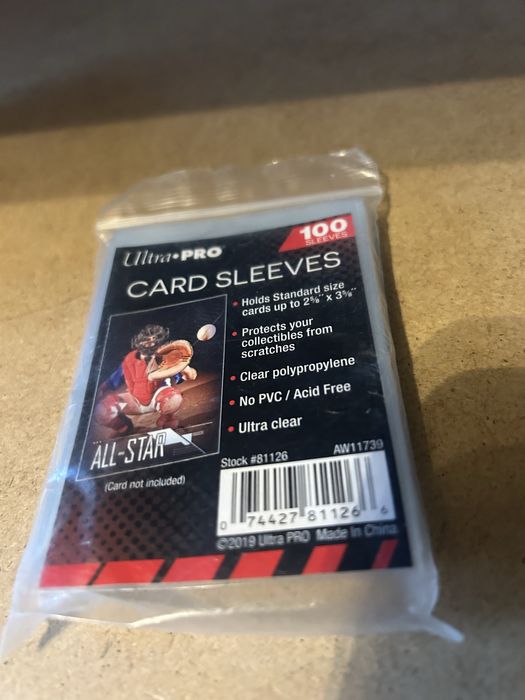 Ultra•PRO
100
SLEEVES
CARD SLEEVES
• Holds Standard size
cards up to 2⅝" x 3⅝"
• Protects your
collectibles from
scratches
• Clear polypropylene
• No PVC / Acid Free
• Ultra clear
ALL-STAR
(Card not included)
Stock #81126
AW11739
0 74427 81126 6
©2019 Ultra PRO Made In China